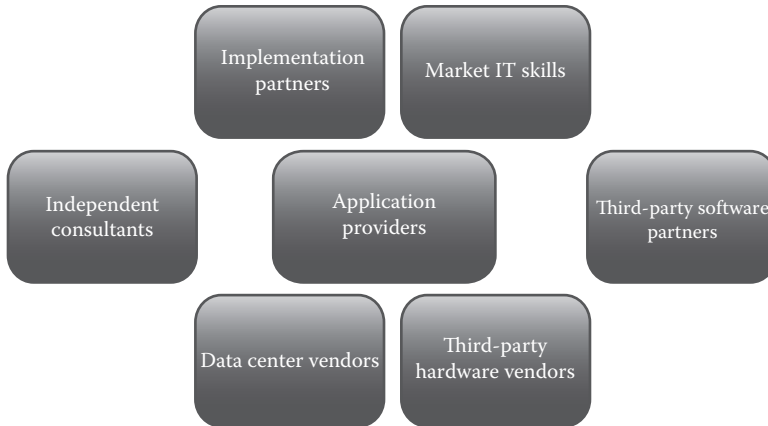 Implementation
partners
Market IT skills
Independent
consultants
Application
providers
Third-party software
partners
Data center vendors
Third-party
hardware vendors